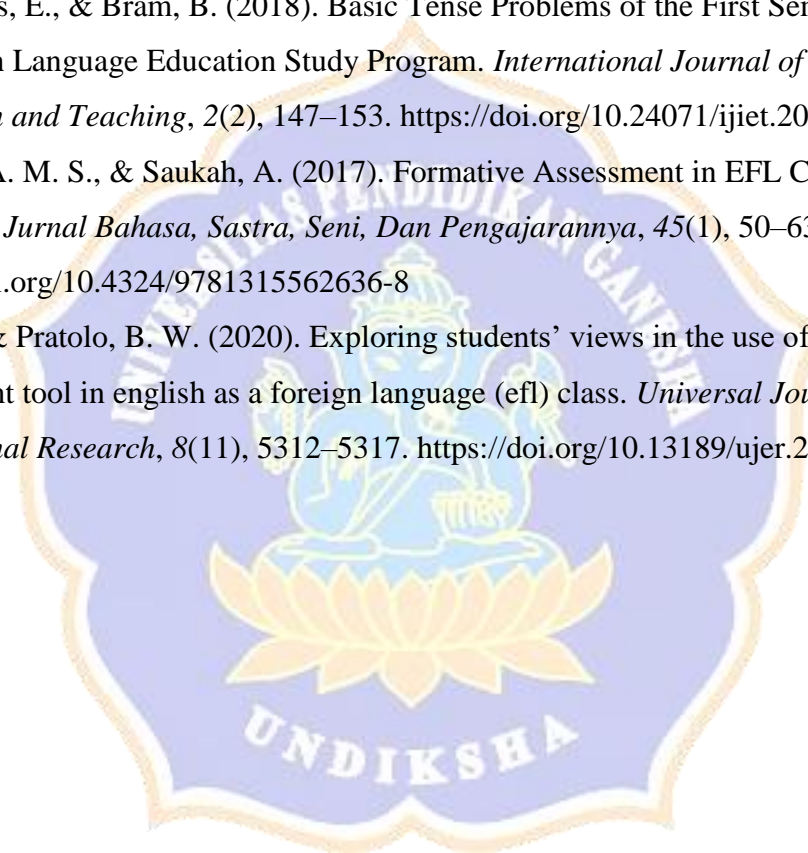 s, E., & Bram, B. (2018). Basic Tense Problems of the First Sem
n Language Education Study Program. International Journal of
n and Teaching, 2(2), 147–153. https://doi.org/10.24071/ijiet.20
A. M. S., & Saukah, A. (2017). Formative Assessment in EFL C
Jurnal Bahasa, Sastra, Seni, Dan Pengajarannya, 45(1), 50–63
i.org/10.4324/9781315562636-8
& Pratolo, B. W. (2020). Exploring students’ views in the use of
nt tool in english as a foreign language (efl) class. Universal Jou
nal Research, 8(11), 5312–5317. https://doi.org/10.13189/ujer.2
UNIVERSITAS PENDIDIKAN GANESHA
UNDIKSHA